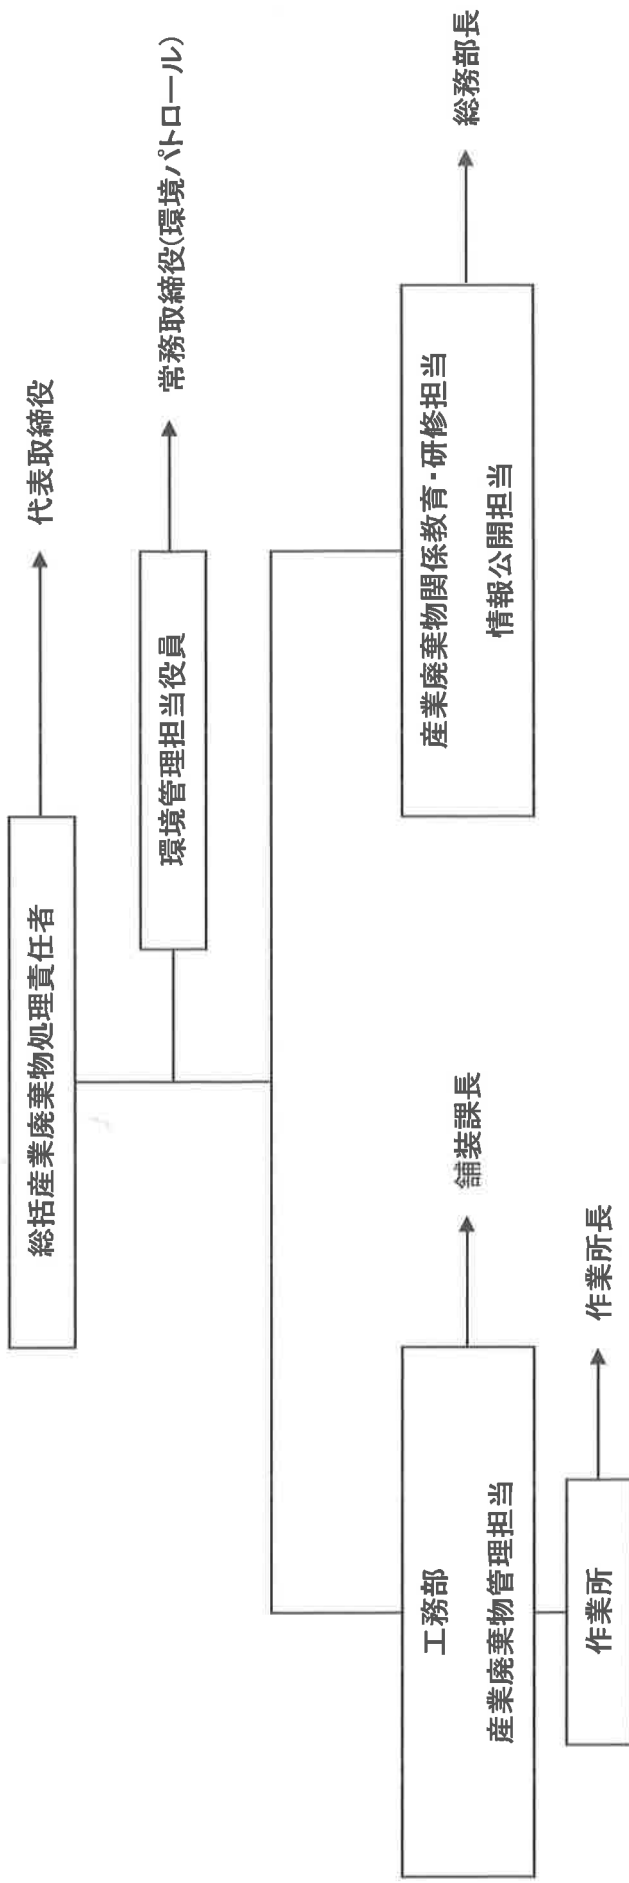 総括産業廃棄物処理責任者
代表取締役
環境管理担当役員
常務取締役(環境パトロール)
工務部
産業廃棄物管理担当
舗装課長
産業廃棄物関係教育・研修担当
情報公開担当
総務部長
作業所
作業所長